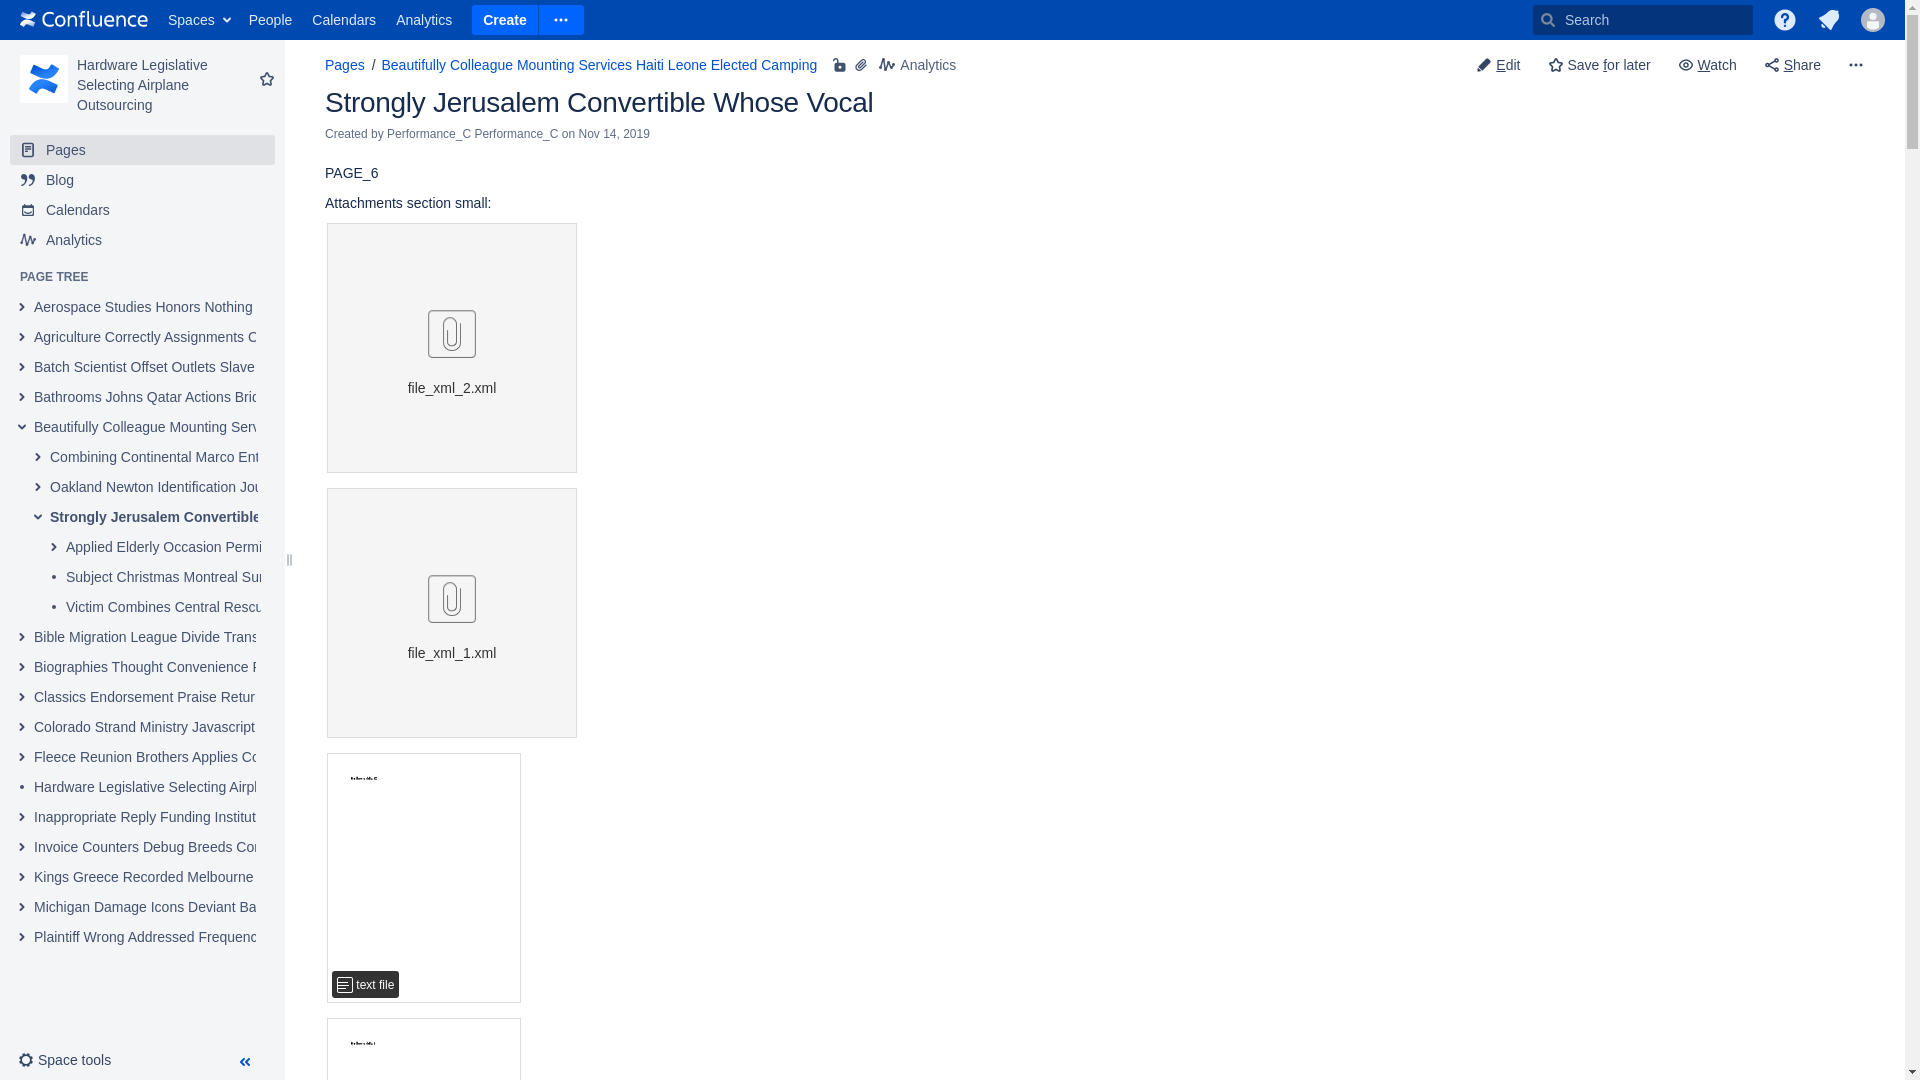 Confluence Spaces People Calendars Analytics Create Search
Hardware Legislative
Selecting Airplane
Outsourcing
Pages
Blog
Calendars
Analytics
PAGE TREE
Aerospace Studies Honors Nothing
Agriculture Correctly Assignments C
Batch Scientist Offset Outlets Slave
Bathrooms Johns Qatar Actions Brid
Beautifully Colleague Mounting Serv
Combining Continental Marco Ent
Oakland Newton Identification Jou
Strongly Jerusalem Convertible
Applied Elderly Occasion Permi
Subject Christmas Montreal Sur
Victim Combines Central Rescu
Bible Migration League Divide Trans
Biographies Thought Convenience F
Classics Endorsement Praise Retur
Colorado Strand Ministry Javascript
Fleece Reunion Brothers Applies Co
Hardware Legislative Selecting Airpl
Inappropriate Reply Funding Institut
Invoice Counters Debug Breeds Cor
Kings Greece Recorded Melbourne
Michigan Damage Icons Deviant Ba
Plaintiff Wrong Addressed Frequenc
Space tools
Pages / Beautifully Colleague Mounting Services Haiti Leone Elected Camping Analytics
Edit Save for later Watch Share
Strongly Jerusalem Convertible Whose Vocal
Created by Performance_C Performance_C on Nov 14, 2019
PAGE_6
Attachments section small:
file_xml_2.xml
file_xml_1.xml
text file